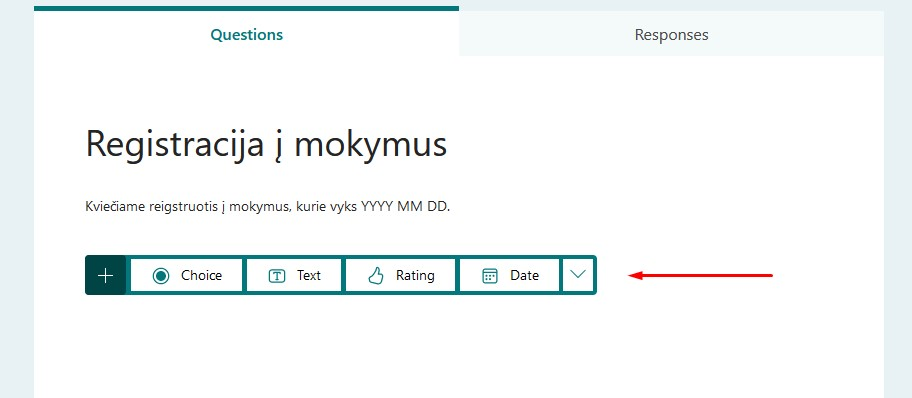 Questions
Responses
Registracija į mokymus
Kviečiame reigstruotis į mokymus, kurie vyks YYYY MM DD.
Choice
Text
Rating
Date